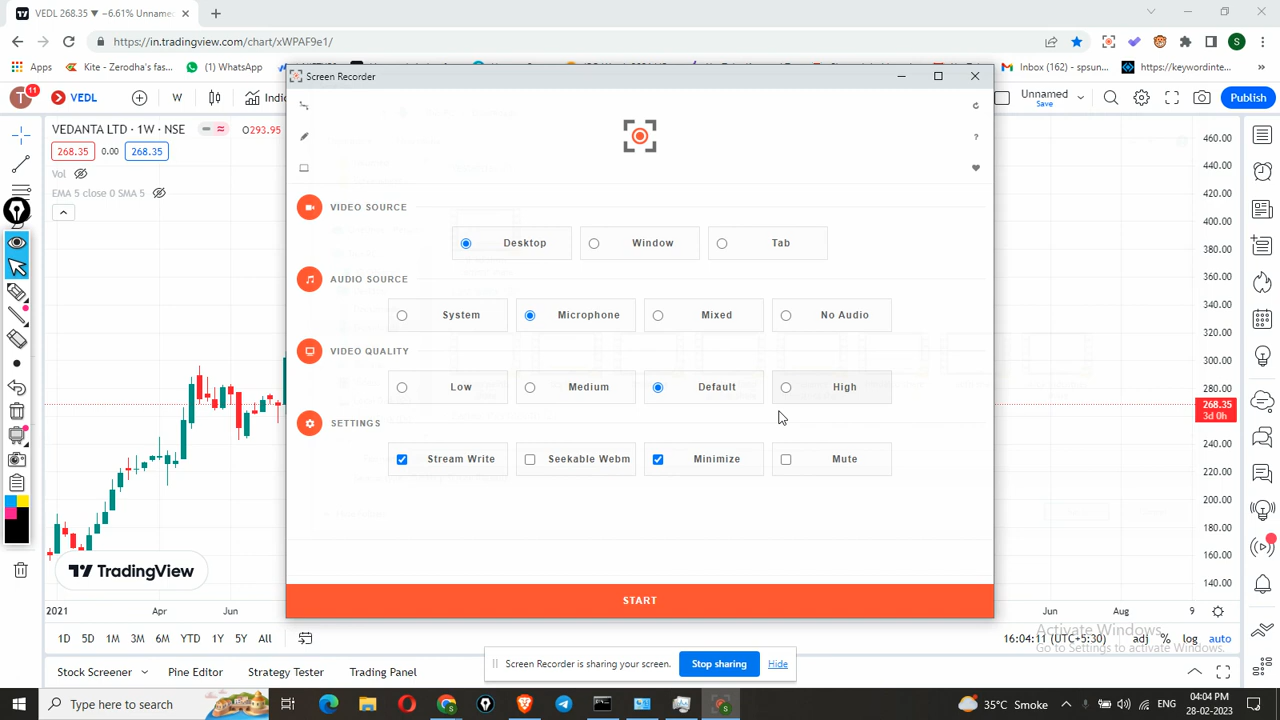 VEDL 268.35 ▼ −6.61% Unname
https://in.tradingview.com/chart/xWPAF9e1/
S
Apps
Kite - Zerodha's fas...
(1) WhatsApp
Inbox (162) - spsun...
https://keywordinte...
»
T
11
VEDL
W
Indi
Unnamed
Save
Publish
VEDANTA LTD · 1W · NSE
O293.95
268.35
0.00
268.35
Vol
EMA 5 close 0 SMA 5
TradingView
Screen Recorder
?
VIDEO SOURCE
Desktop
Window
Tab
AUDIO SOURCE
System
Microphone
Mixed
No Audio
VIDEO QUALITY
Low
Medium
Default
High
SETTINGS
Stream Write
Seekable Webm
Minimize
Mute
START
460.00
440.00
420.00
400.00
380.00
360.00
340.00
320.00
300.00
280.00
268.35
3d 0h
240.00
220.00
200.00
180.00
160.00
140.00
2021
Apr
Jun
Jun
Aug
9
1D
5D
1M
3M
6M
YTD
1Y
5Y
All
16:04:11 (UTC+5:30)
adj
%
log
auto
Activate Windows
Go to Settings to activate Windows.
Screen Recorder is sharing your screen.
Stop sharing
Hide
Stock Screener
Pine Editor
Strategy Tester
Trading Panel
Type here to search
35°C Smoke
ENG
04:04 PM
28-02-2023